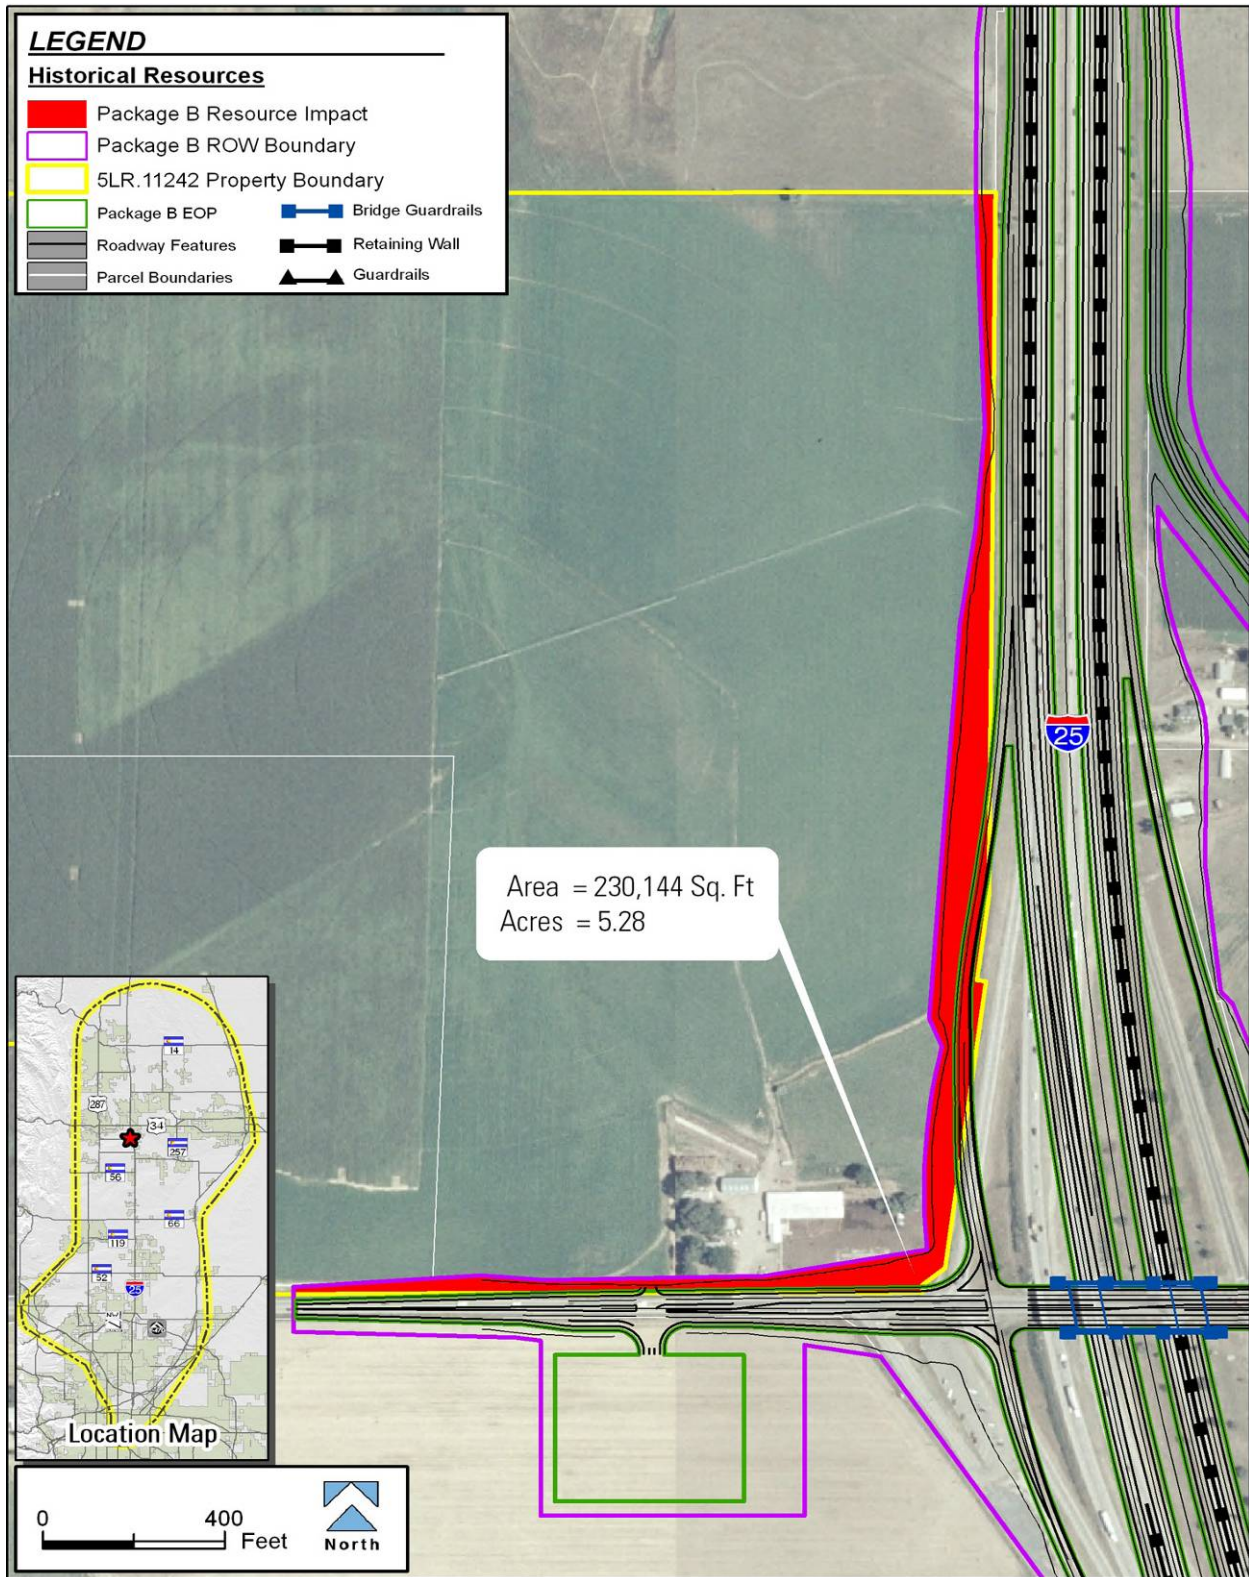 LEGEND
Historical Resources
Package B Resource Impact
Package B ROW Boundary
5LR.11242 Property Boundary
Package B EOP
Bridge Guardrails
Roadway Features
Retaining Wall
Parcel Boundaries
Guardrails
25
Area = 230,144 Sq. Ft
Acres = 5.28
14
287
34
257
56
66
119
52
25
Location Map
0 400 Feet
North